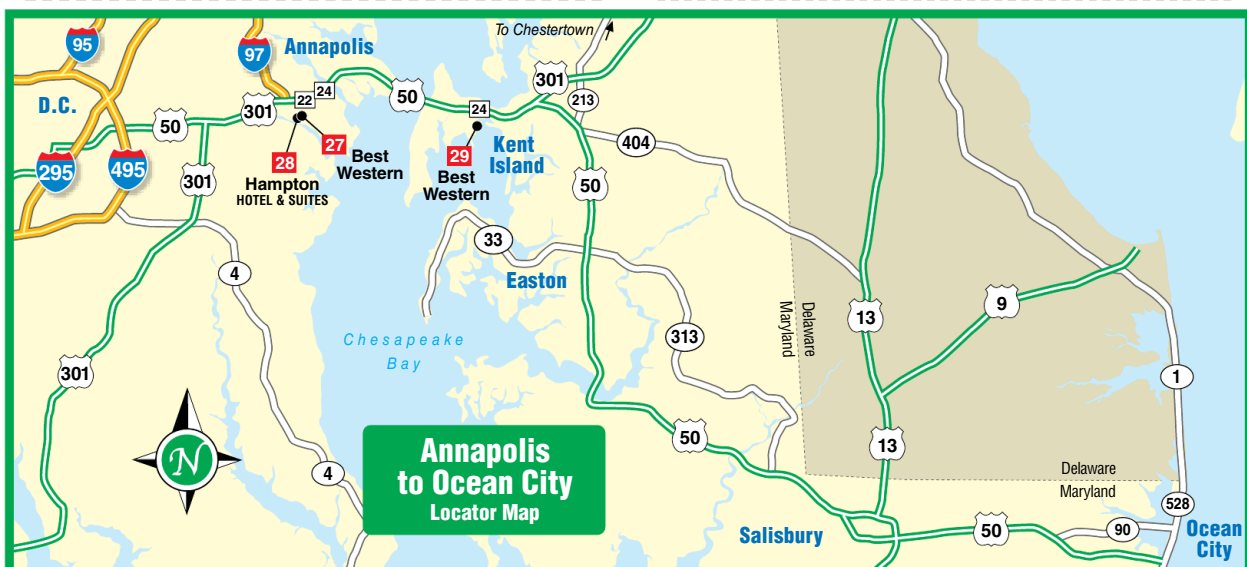 To Chestertown
95
97
Annapolis
301
D.C.
22
24
50
24
213
301
50
404
27
Best
Western
28
Hampton
HOTEL & SUITES
29
Best
Western
Kent
Island
295
495
301
50
33
4
Easton
Maryland
Delaware
13
9
313
Chesapeake
Bay
301
1
N
Annapolis
to Ocean City
Locator Map
50
13
4
Delaware
Maryland
528
Salisbury
50
90
Ocean
City